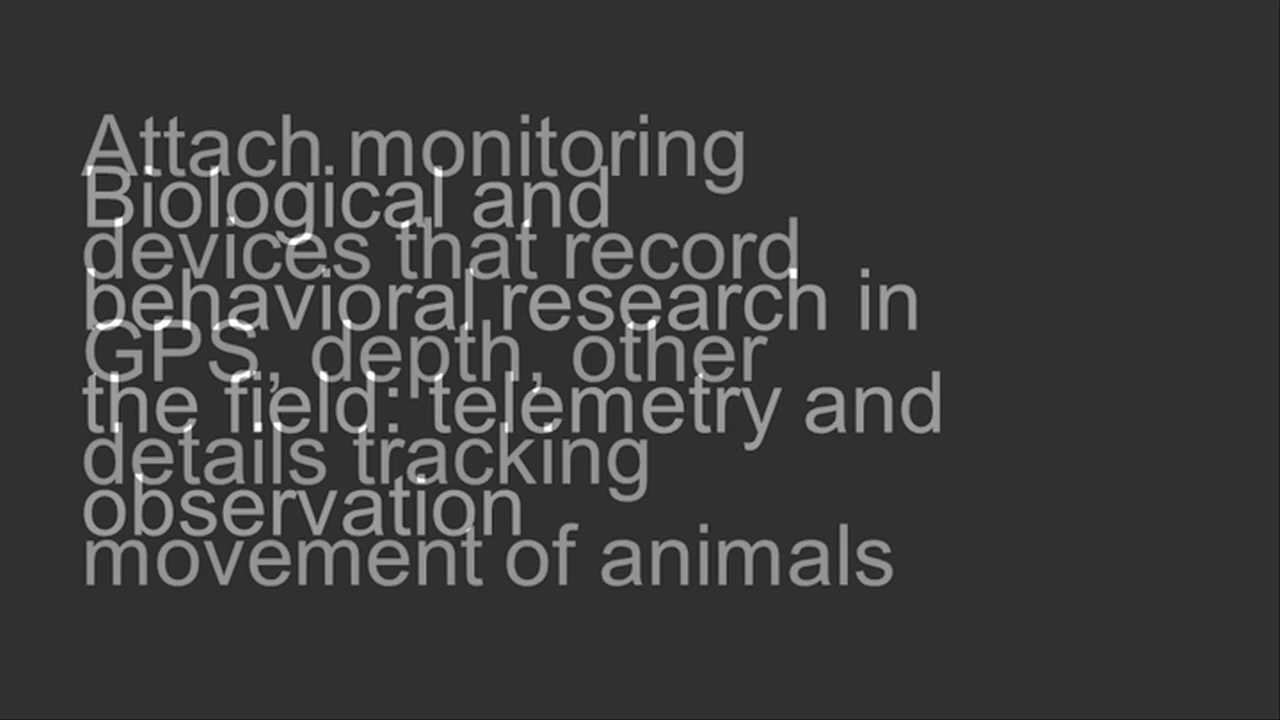 Attach monitoring
Biological and
devices that record
behavioral research in
GPS, depth, other
the field: telemetry and
details tracking
observation
movement of animals